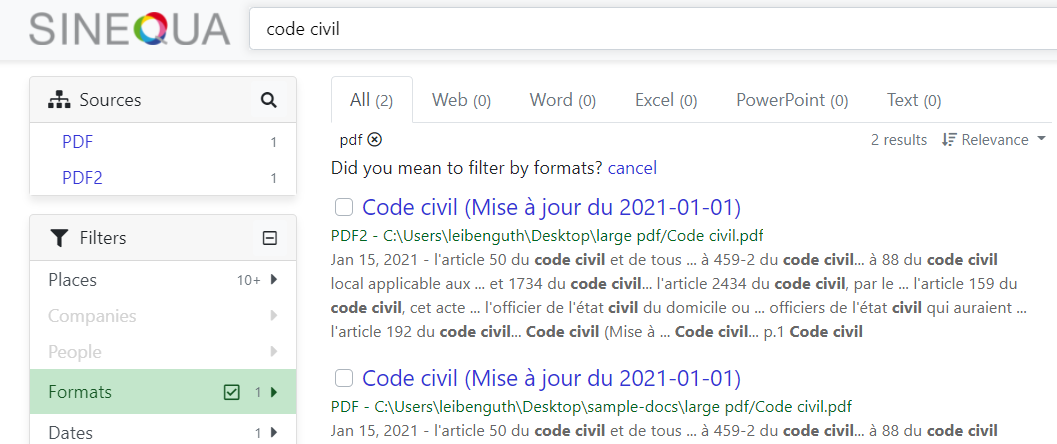 SINEQUA
code civil
Sources
PDF 1
PDF2 1
Filters
Places 10+
Companies
People
Formats 1
Dates 1
All (2) Web (0) Word (0) Excel (0) PowerPoint (0) Text (0)
pdf 2 results Relevance
Did you mean to filter by formats? cancel
Code civil (Mise à jour du 2021-01-01)
PDF2 - C:\Users\leibenguth\Desktop\large pdf/Code civil.pdf
Jan 15, 2021 - l'article 50 du code civil et de tous ... à 459-2 du code civil... à 88 du code civil
local applicable aux ... et 1734 du code civil... l'article 2434 du code civil, par le ... l'article 159 du
code civil, cet acte ... l'officier de l'état civil du domicile ou ... officiers de l'état civil qui auraient ...
l'article 192 du code civil... Code civil (Mise à ... Code civil... p.1 Code civil
Code civil (Mise à jour du 2021-01-01)
PDF - C:\Users\leibenguth\Desktop\sample-docs\large pdf/Code civil.pdf
Jan 15, 2021 - l'article 50 du code civil et de tous ... à 459-2 du code civil... à 88 du code civil